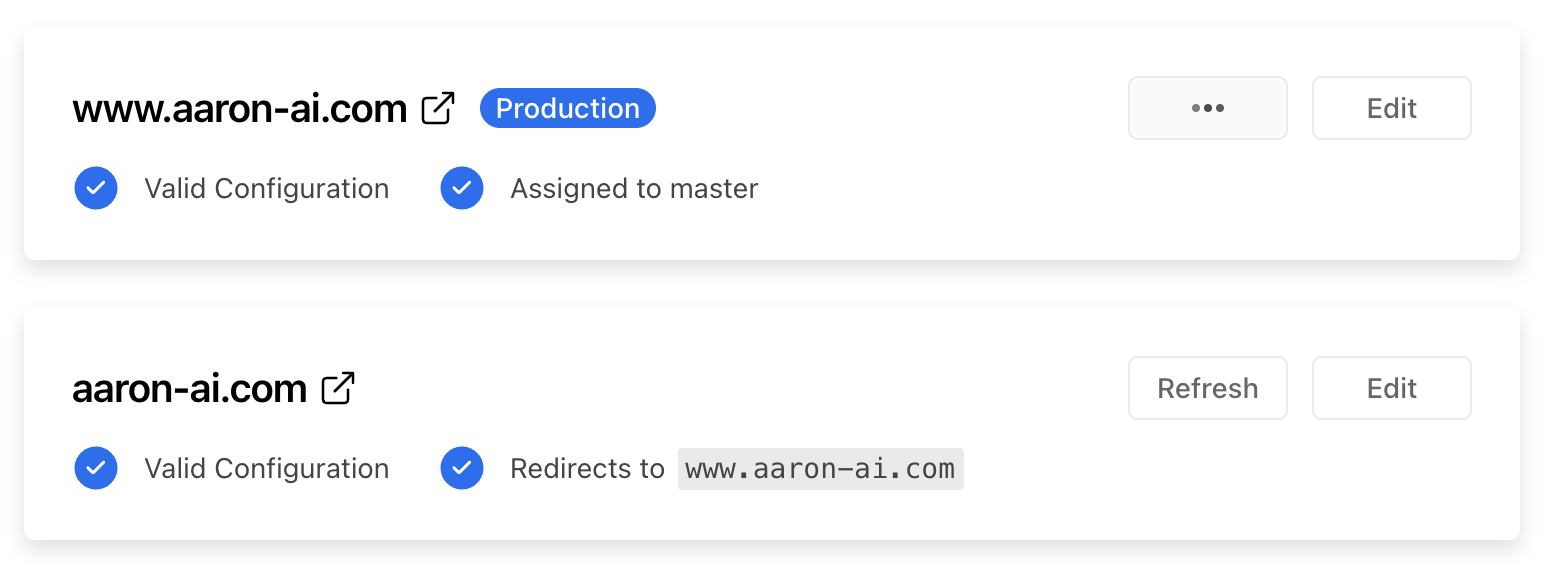 www.aaron-ai.com Production ••• Edit
Valid Configuration Assigned to master
aaron-ai.com Refresh Edit
Valid Configuration Redirects to www.aaron-ai.com